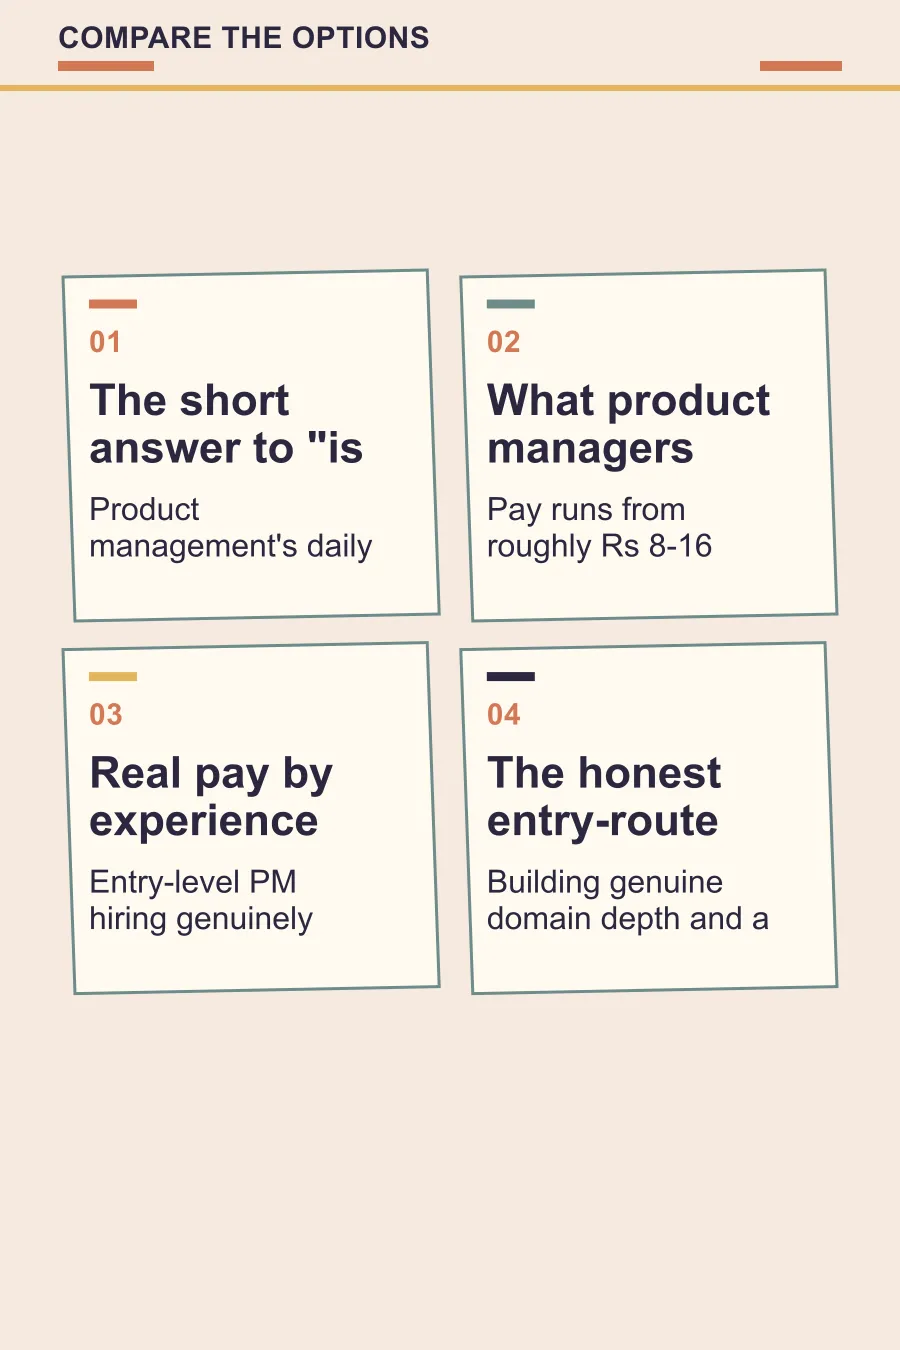 COMPARE THE OPTIONS
01
The short
answer to "is
Product
management's daily
02
What product
managers
Pay runs from
roughly Rs 8-16
03
Real pay by
experience
Entry-level PM
hiring genuinely
04
The honest
entry-route
Building genuine
domain depth and a